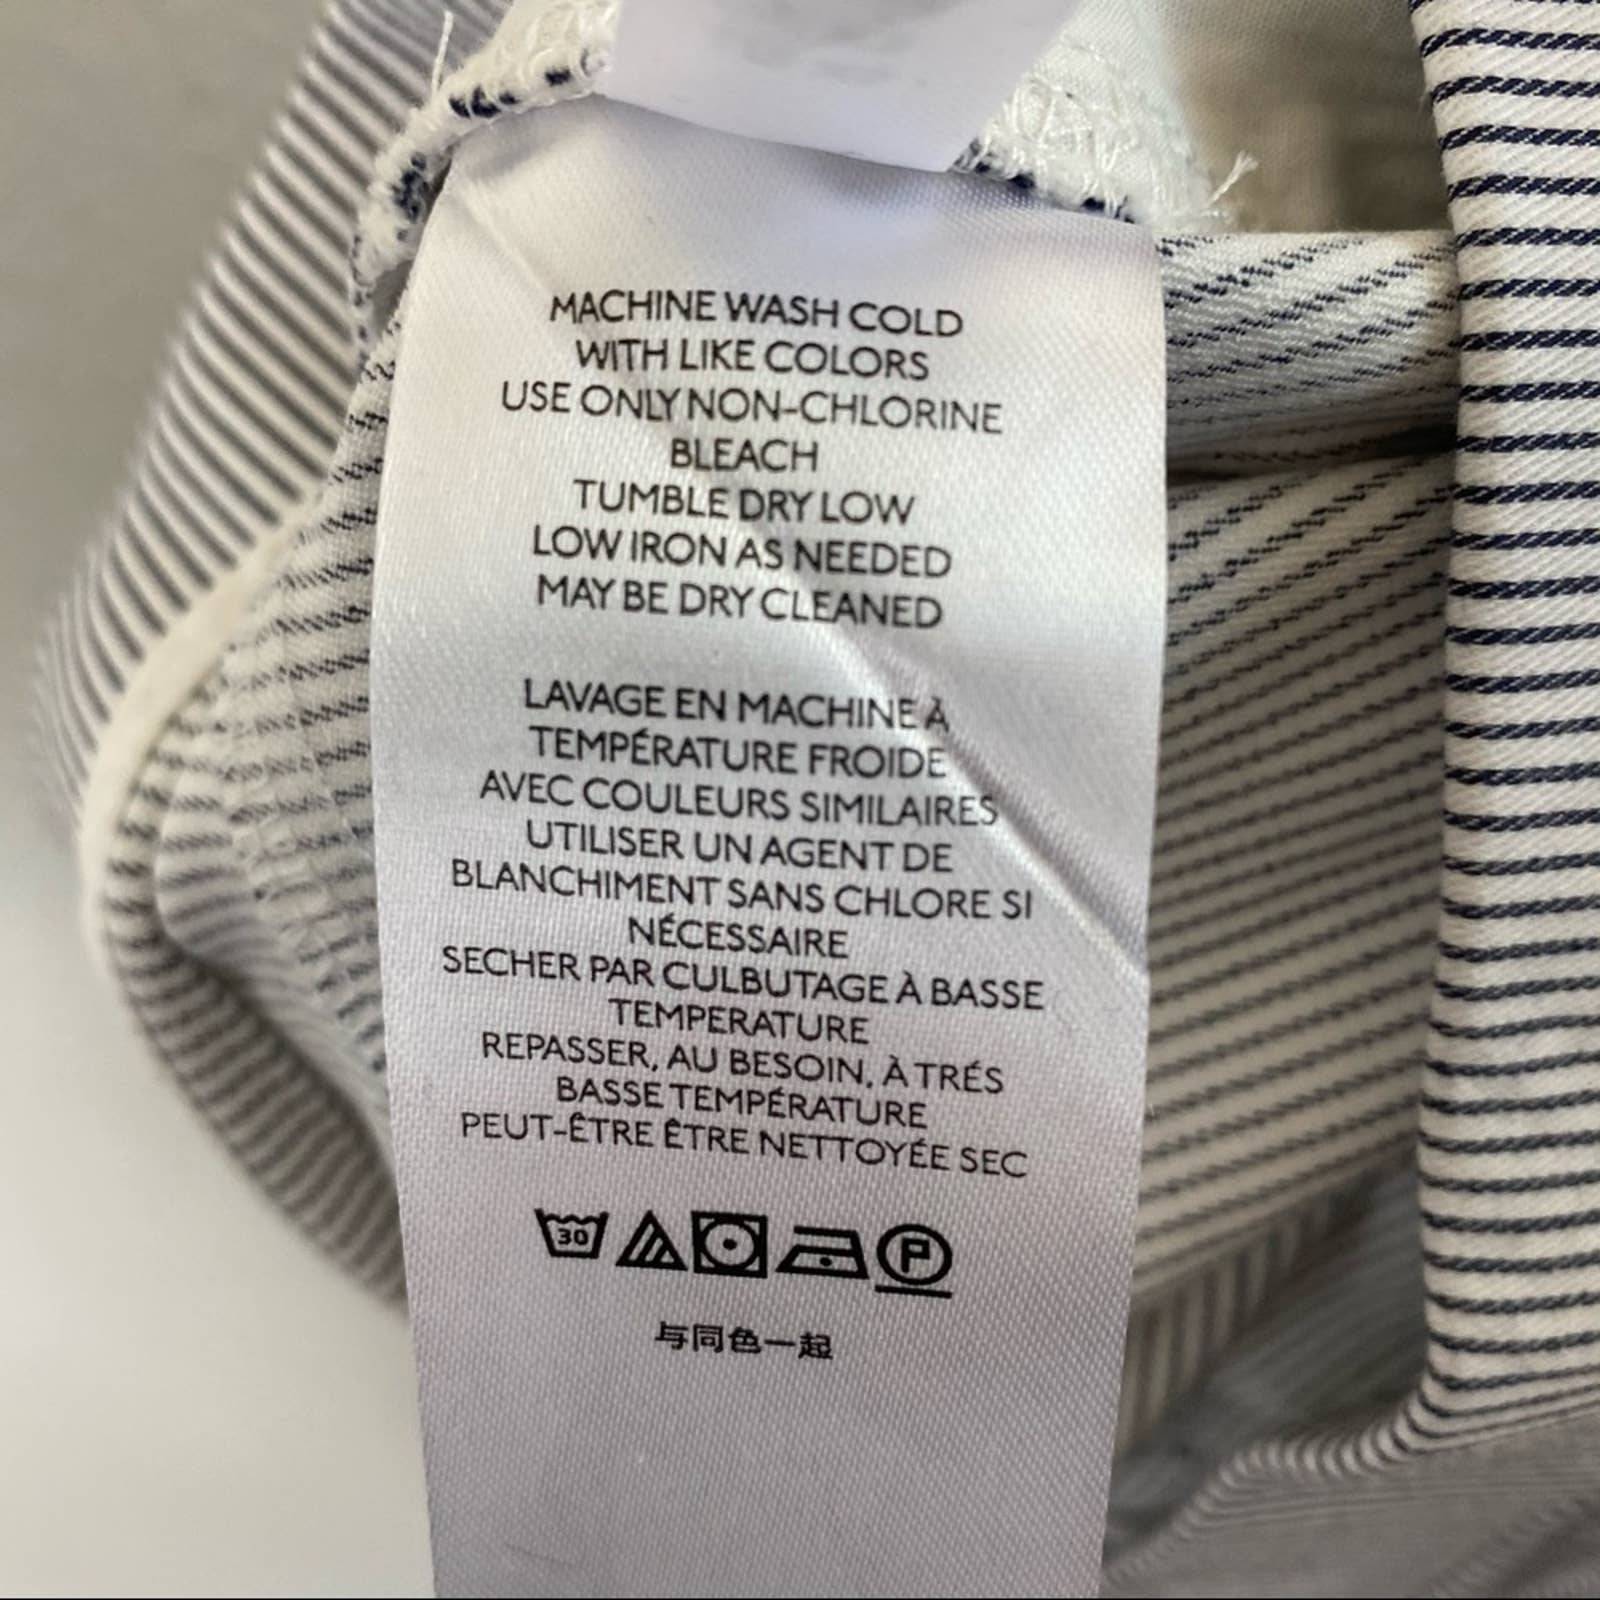 MACHINE WASH COLD
WITH LIKE COLORS
USE ONLY NON-CHLORINE
BLEACH
TUMBLE DRY LOW
LOW IRON AS NEEDED
MAY BE DRY CLEANED
LAVAGE EN MACHINE À
TEMPÉRATURE FROIDE
AVEC COULEURS SIMILAIRES
UTILISER UN AGENT DE
BLANCHIMENT SANS CHLORE SI
NÉCESSAIRE
SECHER PAR CULBUTAGE À BASSE
TEMPERATURE
REPASSER, AU BESOIN, À TRÉS
BASSE TEMPÉRATURE
PEUT-ÊTRE ÊTRE NETTOYÉE SEC
30 P
与同色一起